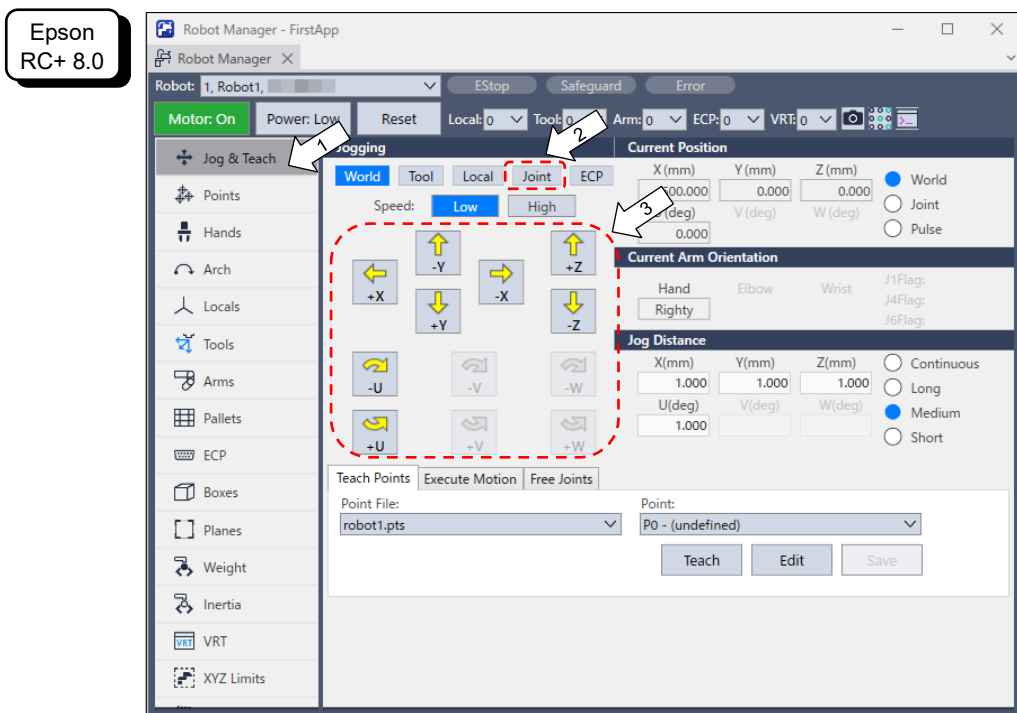 Epson
RC+ 8.0
Robot Manager - FirstApp
Robot Manager
Robot: 1, Robot1, EStop Safeguard Error
Motor: On Power: Low Reset Local: 0 Tool: 0 Arm: 0 ECP: 0 VRT: 0
Jog & Teach
Points
Hands
Arch
Locals
Tools
Arms
Pallets
ECP
Boxes
Planes
Weight
Inertia
VRT
XYZ Limits
1
2
3
Jogging
World Tool Local Joint ECP
Speed: Low High
-Y +Z
+X -X
+Y -Z
-U -V -W
+U +V +W
Current Position
X (mm) Y (mm) Z (mm)
0.000 0.000
(deg) V (deg) W (deg)
0.000
World
Joint
Pulse
Current Arm Orientation
Hand Elbow Wrist
Righty
J1Flag:
J4Flag:
J6Flag:
Jog Distance
X(mm) Y(mm) Z(mm)
1.000 1.000 1.000
U(deg) V(deg) W(deg)
1.000
Continuous
Long
Medium
Short
Teach Points Execute Motion Free Joints
Point File: Point:
robot1.pts P0 - (undefined)
Teach Edit Save